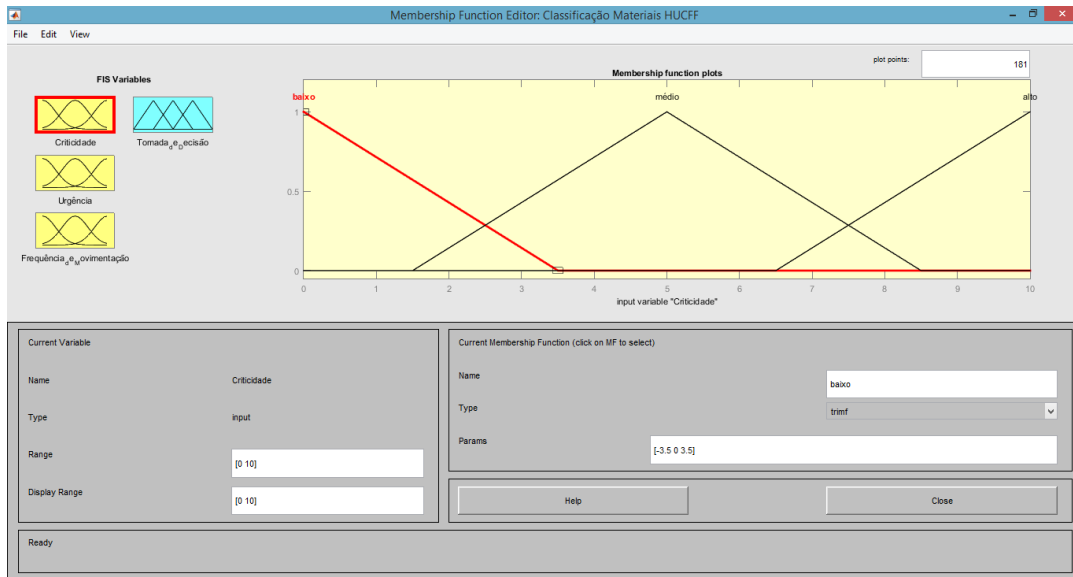 Membership Function Editor: Classificação Materiais HUCFF
File Edit View
FIS Variables
Criticidade
Tomada_de_Decisão
Urgência
Frequência_de_Movimentação
plot points:
181
Membership function plots
baixo
médio
alto
1
0.5
0
0 1 2 3 4 5 6 7 8 9 10
input variable "Criticidade"
Current Variable
Name Criticidade
Type input
Range [0 10]
Display Range [0 10]
Current Membership Function (click on MF to select)
Name baixo
Type trimf
Params [-3.5 0 3.5]
Help
Close
Ready